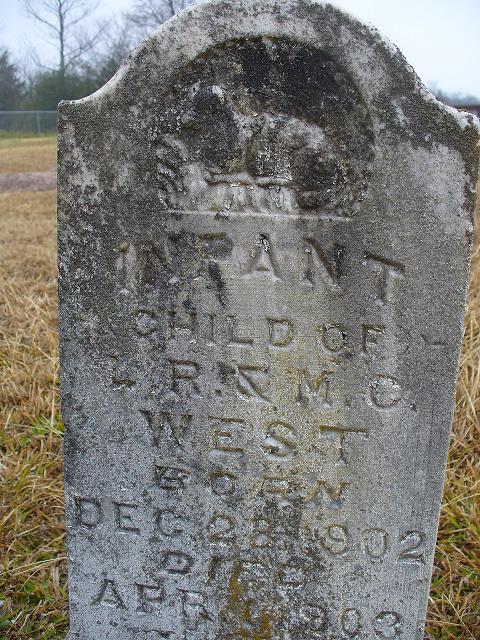 INFANT
CHILD OF
L.R. & M.C.
WEST
BORN
DEC. 28, 1902
DIED
APR. 1903